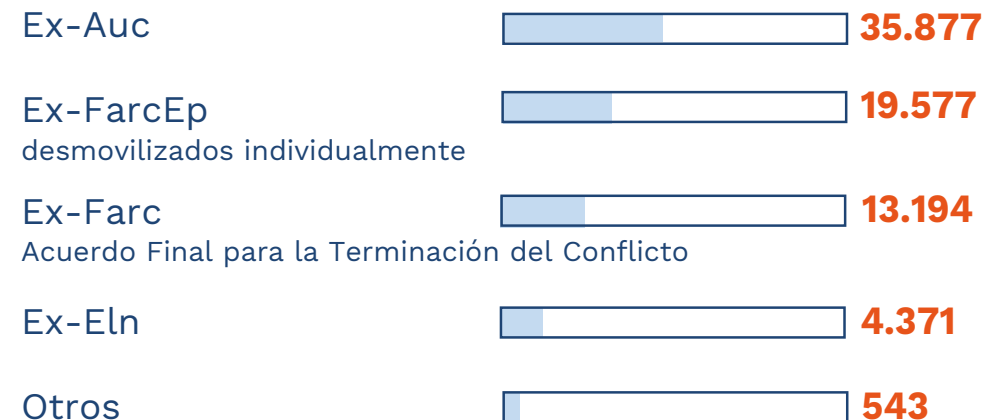 Ex-Auc 35.877
Ex-FarcEp 19.577
desmovilizados individualmente
Ex-Farc 13.194
Acuerdo Final para la Terminación del Conflicto
Ex-Eln 4.371
Otros 543